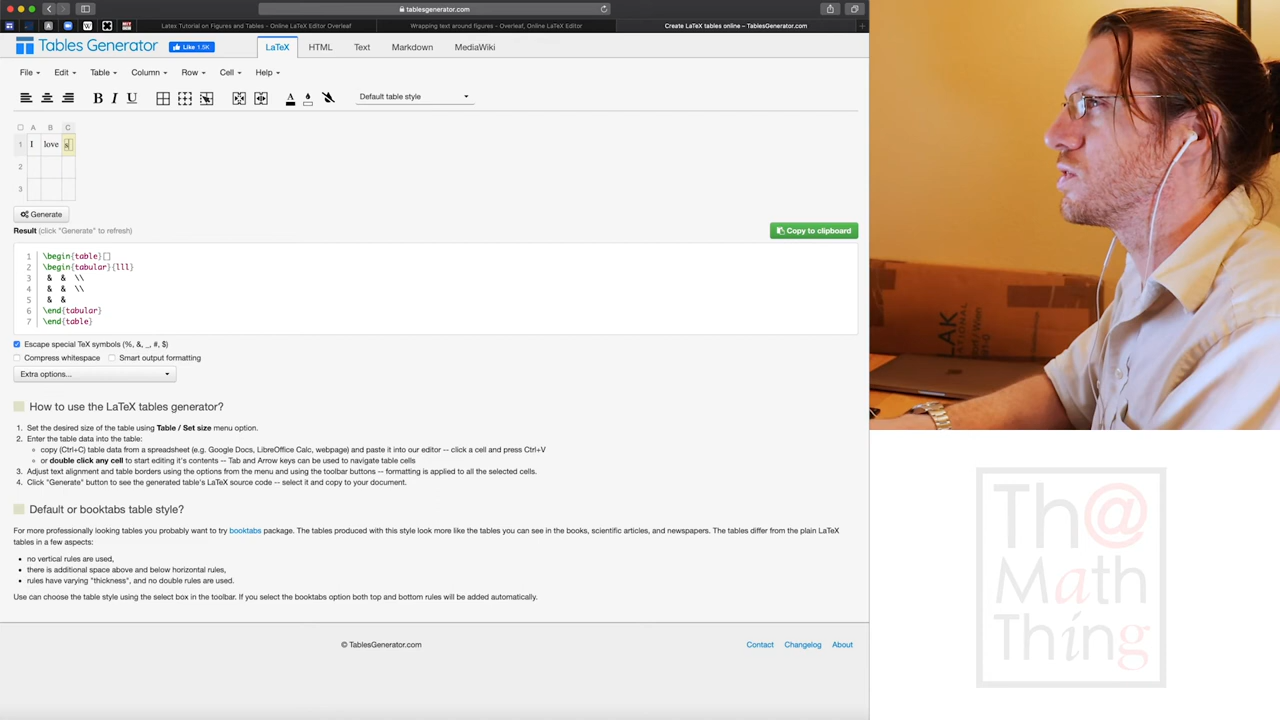 tablesgenerator.com
Latex Tutorial on Figures and Tables - Online LaTeX Editor Overleaf
Wrapping text around figures - Overleaf, Online LaTeX Editor
Create LaTeX tables online – TablesGenerator.com
Tables Generator
Like 1.5K
LaTeX
HTML
Text
Markdown
MediaWiki
File
Edit
Table
Column
Row
Cell
Help
B I U
A
Default table style
A B C
1 I love s
2
3
Generate
Result (click "Generate" to refresh)
Copy to clipboard
1 \begin{table}[]
2 \begin{tabular}{lll}
3 & & \\
4 & & \\
5 & &
6 \end{tabular}
7 \end{table}
Escape special TeX symbols (%, &, _, #, $)
Compress whitespace
Smart output formatting
Extra options...
How to use the LaTeX tables generator?
1. Set the desired size of the table using Table / Set size menu option.
2. Enter the table data into the table:
copy (Ctrl+C) table data from a spreadsheet (e.g. Google Docs, LibreOffice Calc, webpage) and paste it into our editor -- click a cell and press Ctrl+V
or double click any cell to start editing it's contents -- Tab and Arrow keys can be used to navigate table cells
3. Adjust text alignment and table borders using the options from the menu and using the toolbar buttons -- formatting is applied to all the selected cells.
4. Click "Generate" button to see the generated table's LaTeX source code -- select it and copy to your document.
Default or booktabs table style?
For more professionally looking tables you probably want to try booktabs package. The tables produced with this style look more like the tables you can see in the books, scientific articles, and newspapers. The tables differ from the plain LaTeX
tables in a few aspects:
no vertical rules are used,
there is additional space above and below horizontal rules,
rules have varying "thickness", and no double rules are used.
Use can choose the table style using the select box in the toolbar. If you select the booktabs option both top and bottom rules will be added automatically.
© TablesGenerator.com
Contact
Changelog
About
Th@
Math
Thing